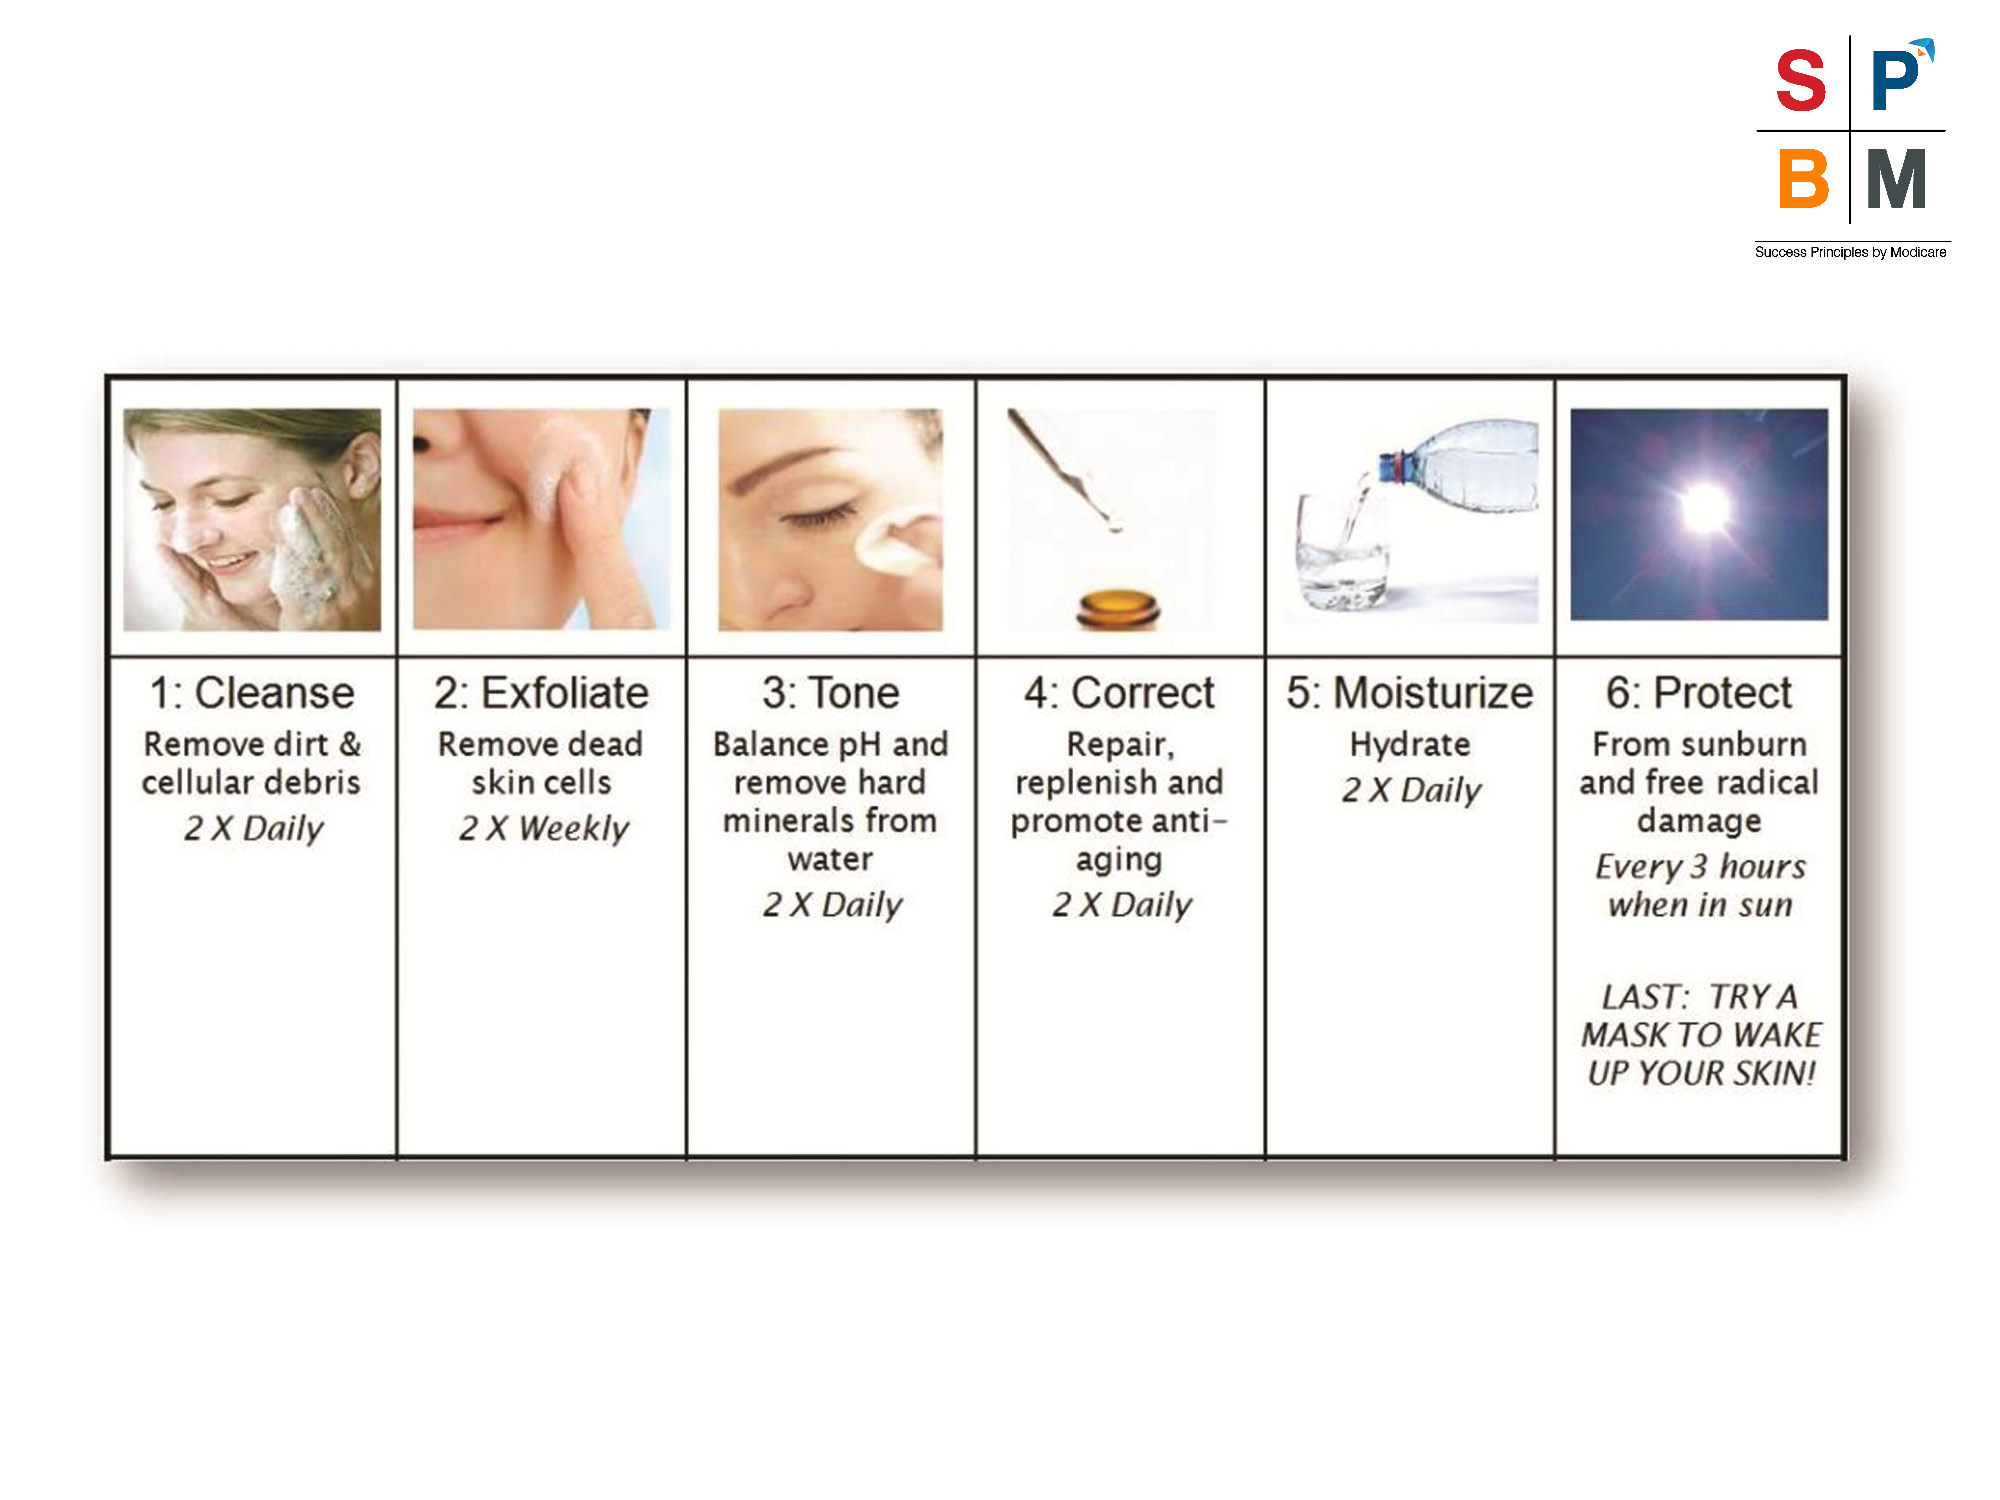 S P
B M
Success Principles by Modicare
1: Cleanse
Remove dirt &
cellular debris
2 X Daily
2: Exfoliate
Remove dead
skin cells
2 X Weekly
3: Tone
Balance pH and
remove hard
minerals from
water
2 X Daily
4: Correct
Repair,
replenish and
promote anti-
aging
2 X Daily
5: Moisturize
Hydrate
2 X Daily
6: Protect
From sunburn
and free radical
damage
Every 3 hours
when in sun
LAST: TRY A
MASK TO WAKE
UP YOUR SKIN!